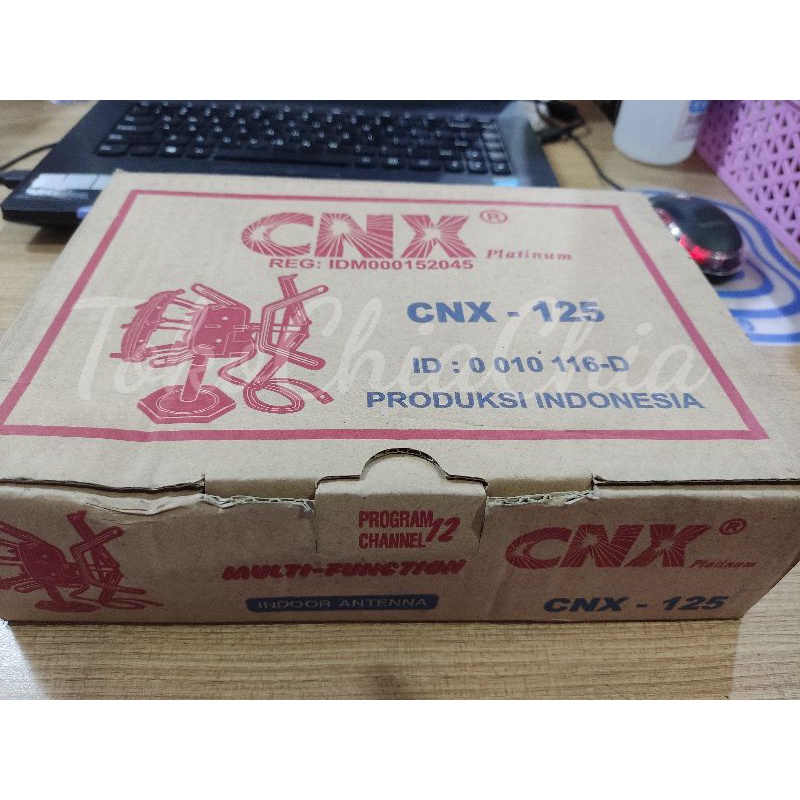 CNX® Platinum
REG: IDM000152045
CNX - 125
ID : 0 010 116-D
PRODUKSI INDONESIA
PROGRAM 12
CHANNEL
MULTI-FUNCTION
INDOOR ANTENNA
CNX® Platinum
CNX - 125